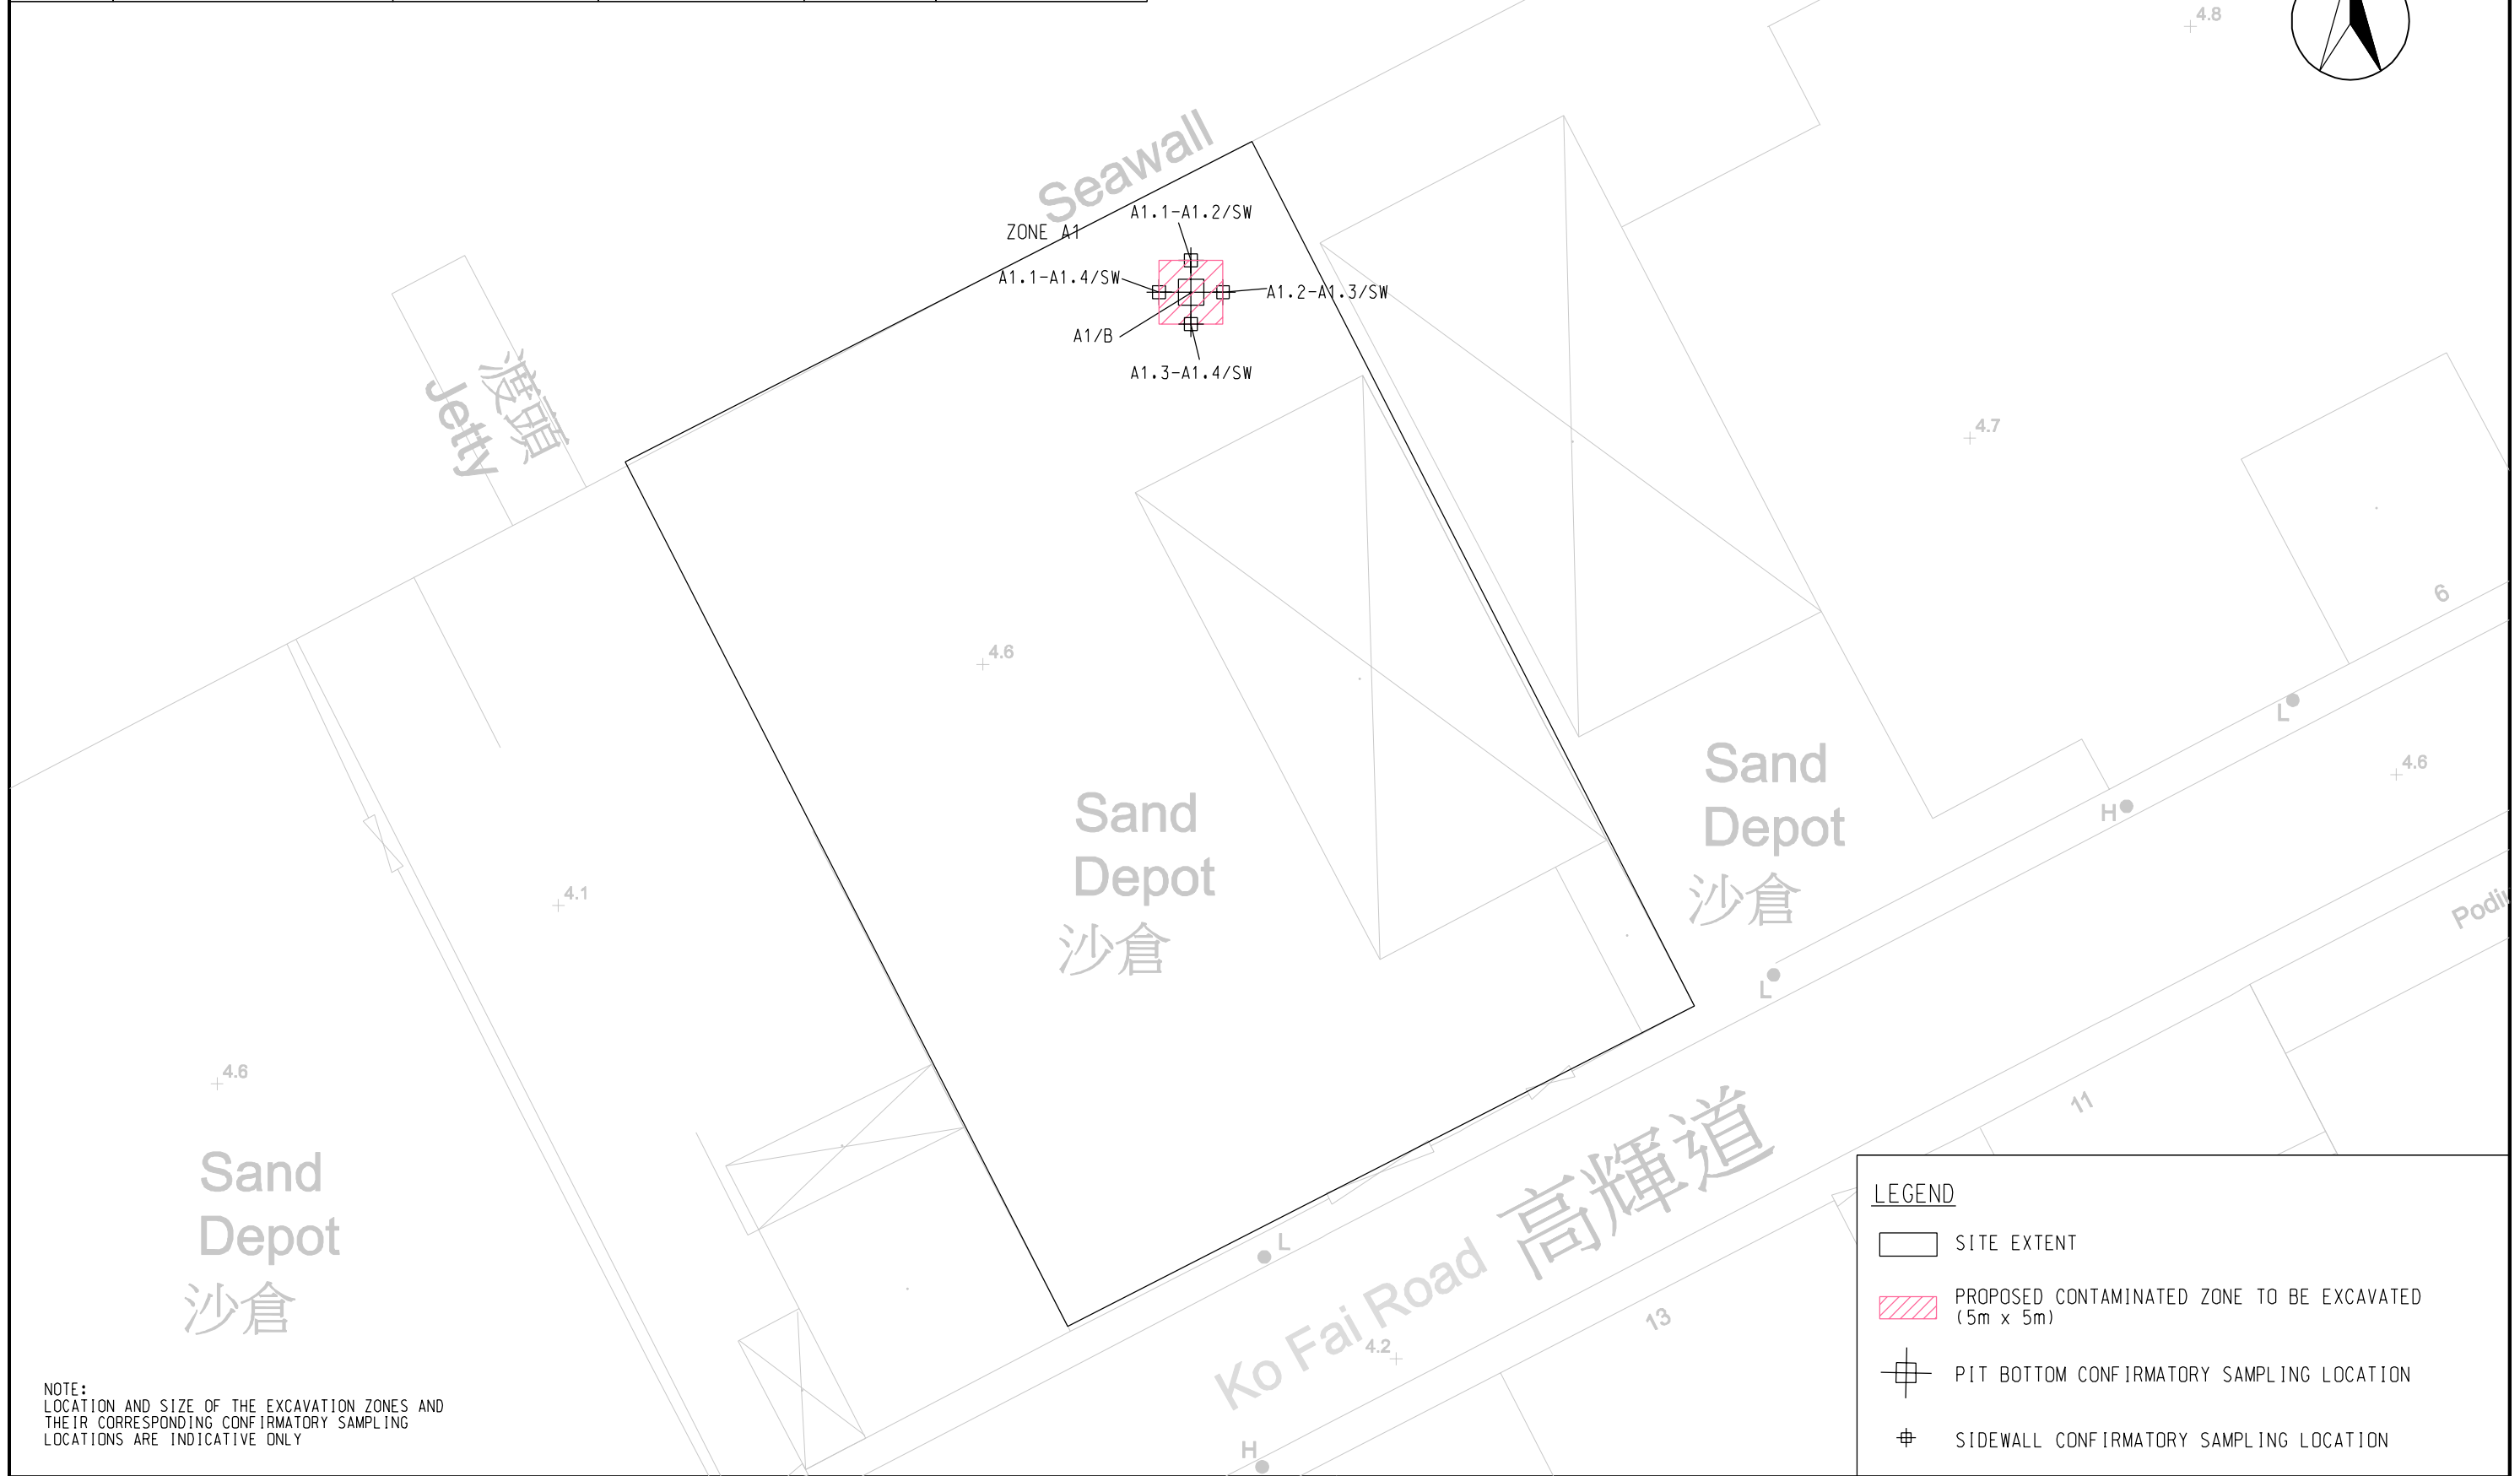 4.8
Seawall
A1.1-A1.2/SW
ZONE A1
A1.1-A1.4/SW
A1.2-A1.3/SW
A1/B
A1.3-A1.4/SW
渡頭
Jetty
4.7
6
4.6
L
Sand
Depot
沙倉
Sand
Depot
沙倉
4.6
H
4.1
L
4.6
11
Sand
Depot
沙倉
L
Ko Fai Road 高輝道
13
4.2
H
NOTE:
LOCATION AND SIZE OF THE EXCAVATION ZONES AND
THEIR CORRESPONDING CONFIRMATORY SAMPLING
LOCATIONS ARE INDICATIVE ONLY
LEGEND
SITE EXTENT
PROPOSED CONTAMINATED ZONE TO BE EXCAVATED
(5m x 5m)
PIT BOTTOM CONFIRMATORY SAMPLING LOCATION
SIDEWALL CONFIRMATORY SAMPLING LOCATION